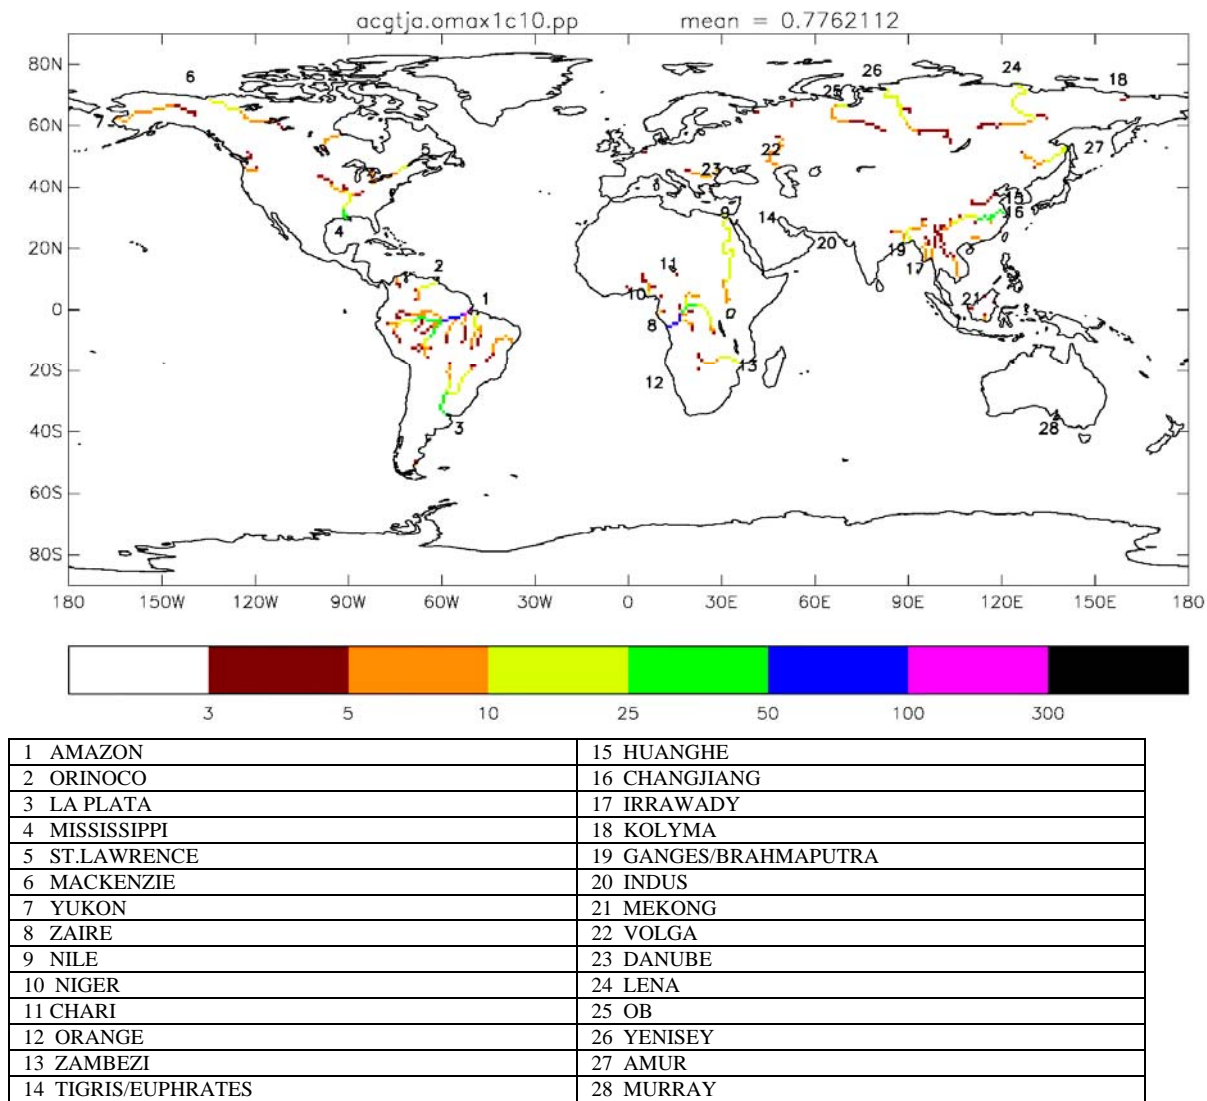 acgtja.omax1c10.pp mean = 0.7762112
80N
60N
40N
20N
0
20S
40S
60S
80S
6
7
5
4
2
1
3
26
24
18
25
27
22
23
9
14
15
16
20
19
17
11
10
8
21
13
12
28
180 150W 120W 90W 60W 30W 0 30E 60E 90E 120E 150E 180
3 5 10 25 50 100 300
1 AMAZON 15 HUANGHE
2 ORINOCO 16 CHANGJIANG
3 LA PLATA 17 IRRAWADY
4 MISSISSIPPI 18 KOLYMA
5 ST.LAWRENCE 19 GANGES/BRAHMAPUTRA
6 MACKENZIE 20 INDUS
7 YUKON 21 MEKONG
8 ZAIRE 22 VOLGA
9 NILE 23 DANUBE
10 NIGER 24 LENA
11 CHARI 25 OB
12 ORANGE 26 YENISEY
13 ZAMBEZI 27 AMUR
14 TIGRIS/EUPHRATES 28 MURRAY